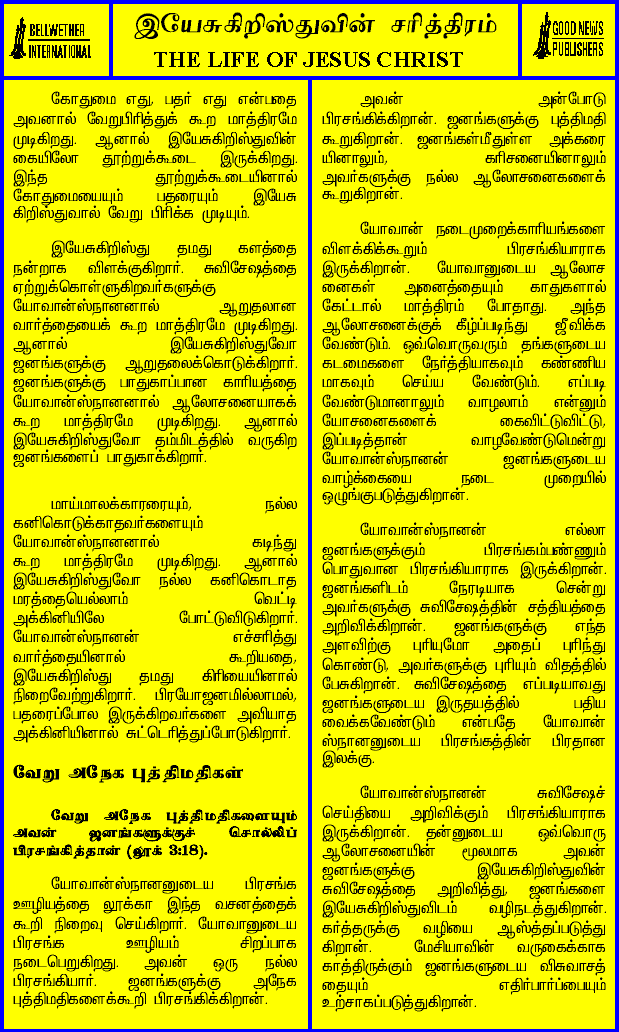 BELLWETHER
INTERNATIONAL
இயேசுகிறிஸ்துவின் சரித்திரம்
THE LIFE OF JESUS CHRIST
GOOD NEWS
PUBLISHERS
கோதுமை எது, பதர் எது என்பதை
அவனால் வேறுபிரித்துக் கூற மாத்திரமே
முடிகிறது. ஆனால் இயேசுகிறிஸ்துவின்
கையிலோ தூற்றுக்கூடை இருக்கிறது.
இந்த தூற்றுக்கூடையினால்
கோதுமையையும் பதரையும் இயேசு
கிறிஸ்துவால் வேறு பிரிக்க முடியும்.
இயேசுகிறிஸ்து தமது களத்தை
நன்றாக விளக்குகிறார். சுவிசேஷத்தை
ஏற்றுக்கொள்ளுகிறவர்களுக்கு
யோவான்ஸ்நானனால் ஆறுதலான
வார்த்தையைக் கூற மாத்திரமே முடிகிறது.
ஆனால் இயேசுகிறிஸ்துவோ
ஜனங்களுக்கு ஆறுதலைக்கொடுக்கிறார்.
ஜனங்களுக்கு பாதுகாப்பான காரியத்தை
யோவான்ஸ்நானனால் ஆலோசனையாகக்
கூற மாத்திரமே முடிகிறது. ஆனால்
இயேசுகிறிஸ்துவோ தம்மிடத்தில் வருகிற
ஜனங்களைப் பாதுகாக்கிறார்.
மாய்மாலக்காரரையும், நல்ல
கனிகொடுக்காதவர்களையும்
யோவான்ஸ்நானனால் கடிந்து
கூற மாத்திரமே முடிகிறது. ஆனால்
இயேசுகிறிஸ்துவோ நல்ல கனிகொடாத
மரத்தையெல்லாம் வெட்டி
அக்கினியிலே போட்டுவிடுகிறார்.
யோவான்ஸ்நானன் எச்சரித்து
வார்த்தையினால் கூறியதை,
இயேசுகிறிஸ்து தமது கிரியையினால்
நிறைவேற்றுகிறார். பிரயோஜனமில்லாமல்,
பதரைப்போல இருக்கிறவர்களை அவியாத
அக்கினியினால் சுட்டெரித்துப்போடுகிறார்.
வேறு அநேக புத்திமதிகள்
வேறு அநேக புத்திமதிகளையும்
அவன் ஜனங்களுக்குச் சொல்லிப்
பிரசங்கித்தான் (லூக் 3:18).
யோவான்ஸ்நானனுடைய பிரசங்க
ஊழியத்தை லூக்கா இந்த வசனத்தைக்
கூறி நிறைவு செய்கிறார். யோவானுடைய
பிரசங்க ஊழியம் சிறப்பாக
நடைபெறுகிறது. அவன் ஒரு நல்ல
பிரசங்கியார். ஜனங்களுக்கு அநேக
புத்திமதிகளைக்கூறி பிரசங்கிக்கிறான்.
அவன் அன்போடு
பிரசங்கிக்கிறான். ஜனங்களுக்கு புத்திமதி
கூறுகிறான். ஜனங்கள்மீதுள்ள அக்கரை
யினாலும், கரிசனையினாலும்
அவர்களுக்கு நல்ல ஆலோசனைகளைக்
கூறுகிறான்.
யோவான் நடைமுறைக்காரியங்களை
விளக்கிக்கூறும் பிரசங்கியாராக
இருக்கிறான். யோவானுடைய ஆலோச
னைகள் அனைத்தையும் காதுகளால்
கேட்டால் மாத்திரம் போதாது. அந்த
ஆலோசனைக்குக் கீழ்ப்படிந்து ஜீவிக்க
வேண்டும். ஒவ்வொருவரும் தங்களுடைய
கடமைகளை நேர்த்தியாகவும் கண்ணிய
மாகவும் செய்ய வேண்டும். எப்படி
வேண்டுமானாலும் வாழலாம் என்னும்
யோசனைகளைக் கைவிட்டுவிட்டு,
இப்படித்தான் வாழவேண்டுமென்று
யோவான்ஸ்நானன் ஜனங்களுடைய
வாழ்க்கையை நடை முறையில்
ஒழுங்குபடுத்துகிறான்.
யோவான்ஸ்நானன் எல்லா
ஜனங்களுக்கும் பிரசங்கம்பண்ணும்
பொதுவான பிரசங்கியாராக இருக்கிறான்.
ஜனங்களிடம் நேரடியாக சென்று
அவர்களுக்கு சுவிசேஷத்தின் சத்தியத்தை
அறிவிக்கிறான். ஜனங்களுக்கு எந்த
அளவிற்கு புரியுமோ அதைப் புரிந்து
கொண்டு, அவர்களுக்கு புரியும் விதத்தில்
பேசுகிறான். சுவிசேஷத்தை எப்படியாவது
ஜனங்களுடைய இருதயத்தில் பதிய
வைக்கவேண்டும் என்பதே யோவான்
ஸ்நானனுடைய பிரசங்கத்தின் பிரதான
இலக்கு.
யோவான்ஸ்நானன் சுவிசேஷச்
செய்தியை அறிவிக்கும் பிரசங்கியாராக
இருக்கிறான். தன்னுடைய ஒவ்வொரு
ஆலோசனையின் மூலமாக அவன்
ஜனங்களுக்கு இயேசுகிறிஸ்துவின்
சுவிசேஷத்தை அறிவித்து, ஜனங்களை
இயேசுகிறிஸ்துவிடம் வழிநடத்துகிறான்.
கர்த்தருக்கு வழியை ஆயத்தப்படுத்து
கிறான். மேசியாவின் வருகைக்காக
காத்திருக்கும் ஜனங்களுடைய விசுவாசத்
தையும் எதிர்பார்ப்பையும்
உற்சாகப்படுத்துகிறான்.